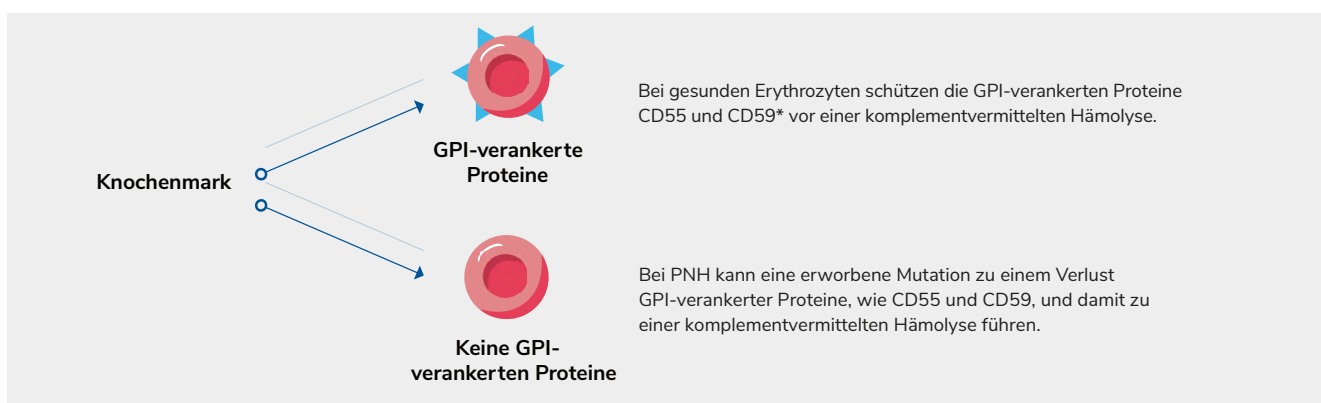 Knochenmark
GPI-verankerte
Proteine
Bei gesunden Erythrozyten schützen die GPI-verankerten Proteine
CD55 und CD59* vor einer komplementvermittelten Hämolyse.
Keine GPI-
verankerten Proteine
Bei PNH kann eine erworbene Mutation zu einem Verlust
GPI-verankerter Proteine, wie CD55 und CD59, und damit zu
einer komplementvermittelten Hämolyse führen.